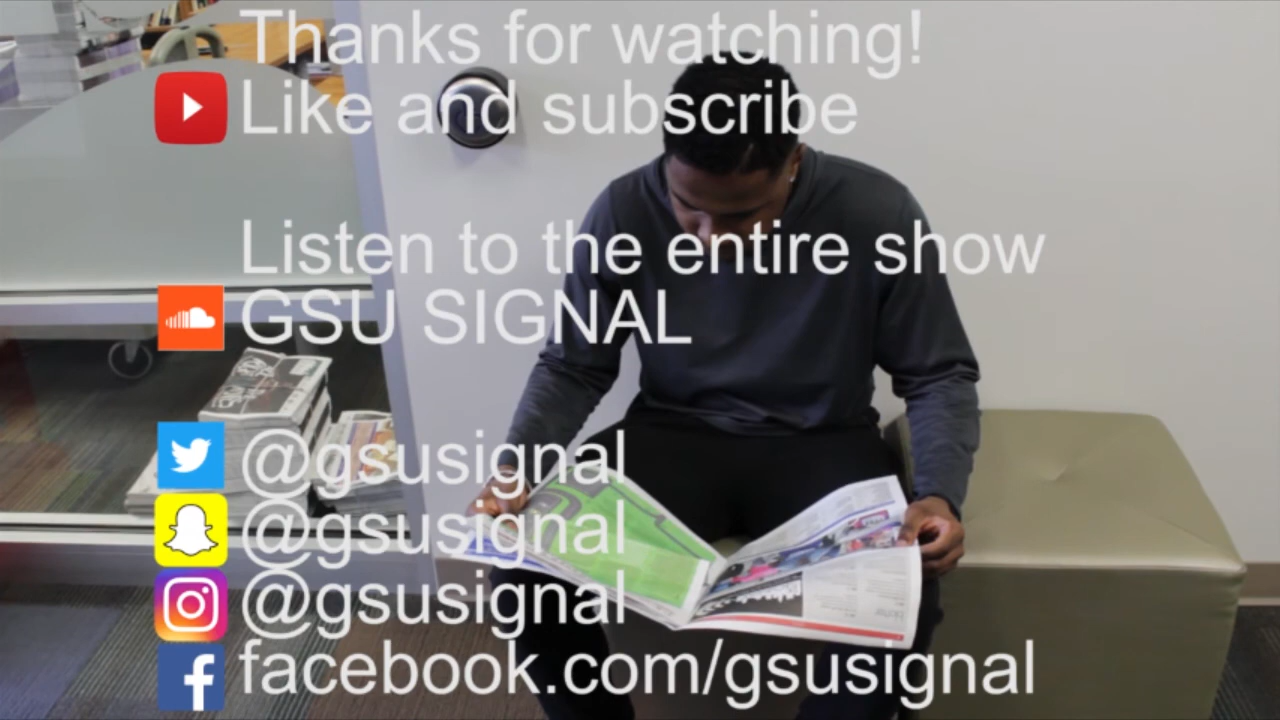 Thanks for watching!
Like and subscribe
Listen to the entire show
GSU SIGNAL
@gsusignal
@gsusignal
@gsusignal
facebook.com/gsusignal